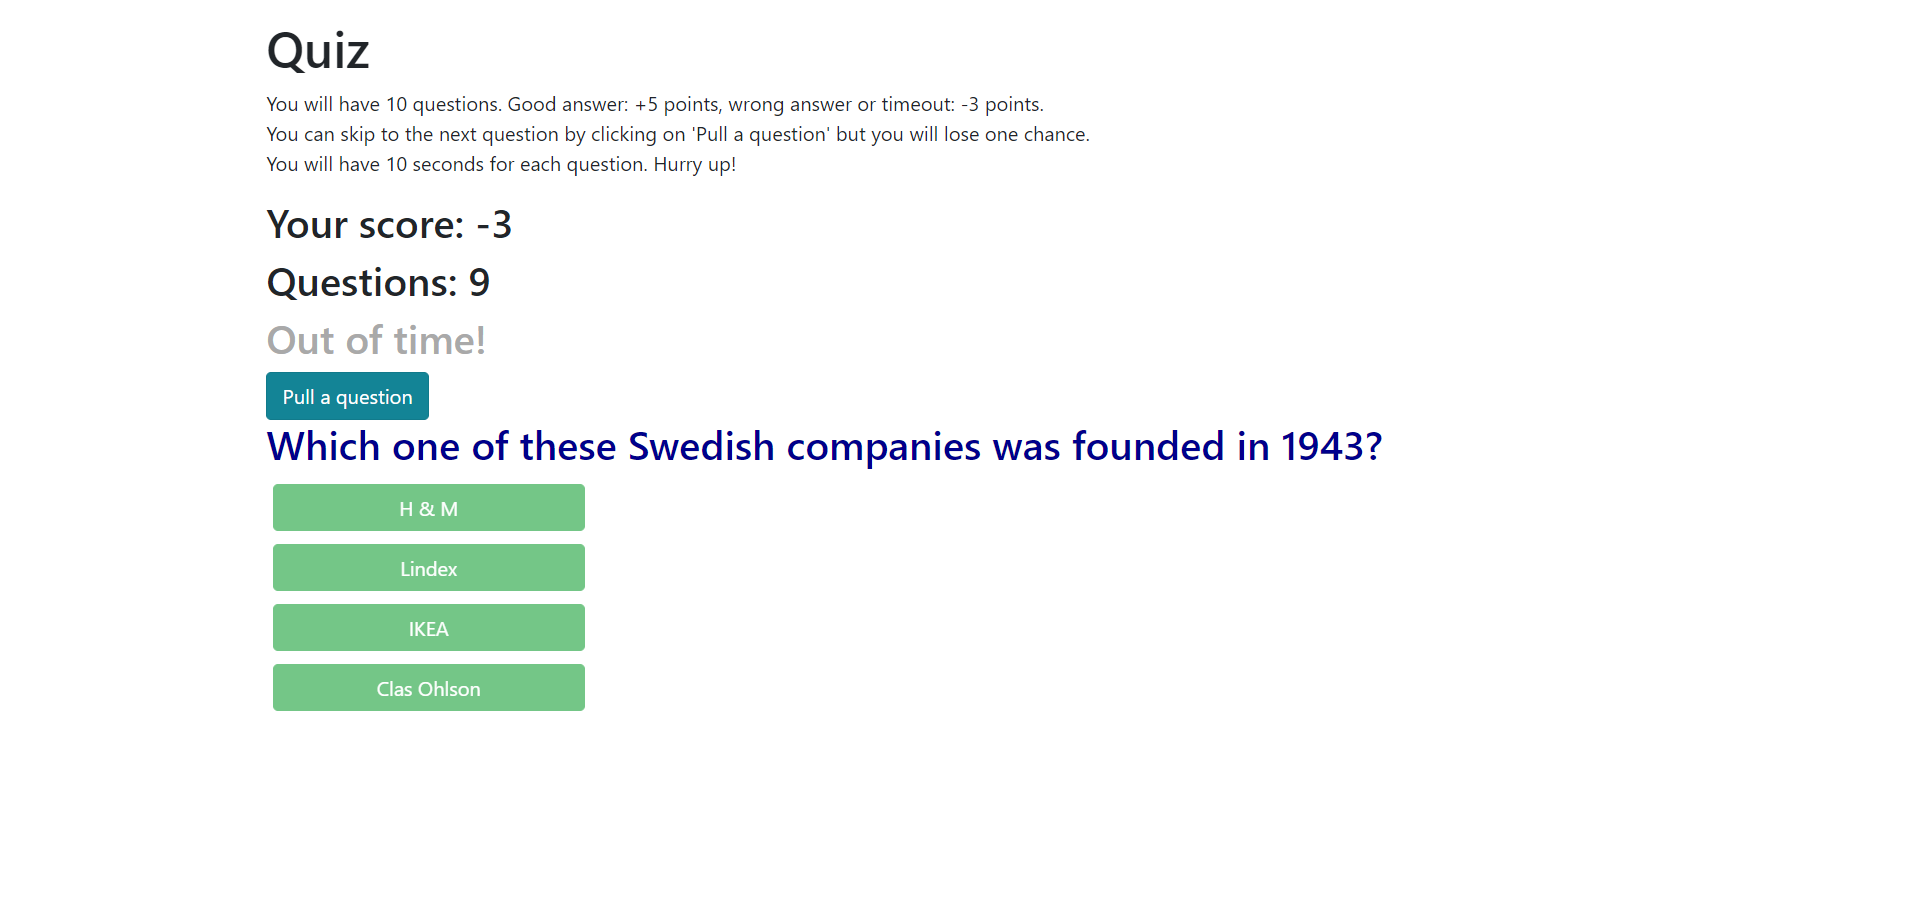 Quiz
You will have 10 questions. Good answer: +5 points, wrong answer or timeout: -3 points.
You can skip to the next question by clicking on 'Pull a question' but you will lose one chance.
You will have 10 seconds for each question. Hurry up!
Your score: -3
Questions: 9
Out of time!
Pull a question
Which one of these Swedish companies was founded in 1943?
H & M
Lindex
IKEA
Clas Ohlson